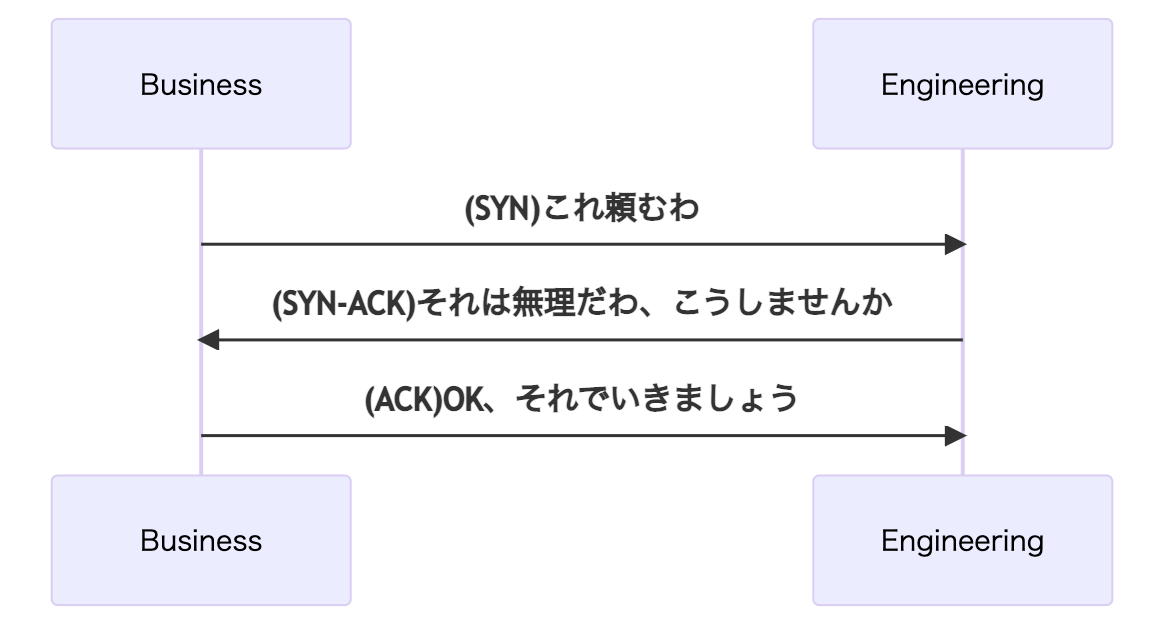 Business
Engineering
(SYN)これ頼むわ
(SYN-ACK)それは無理だわ、こうしませんか
(ACK)OK、それでいきましょう
Business
Engineering